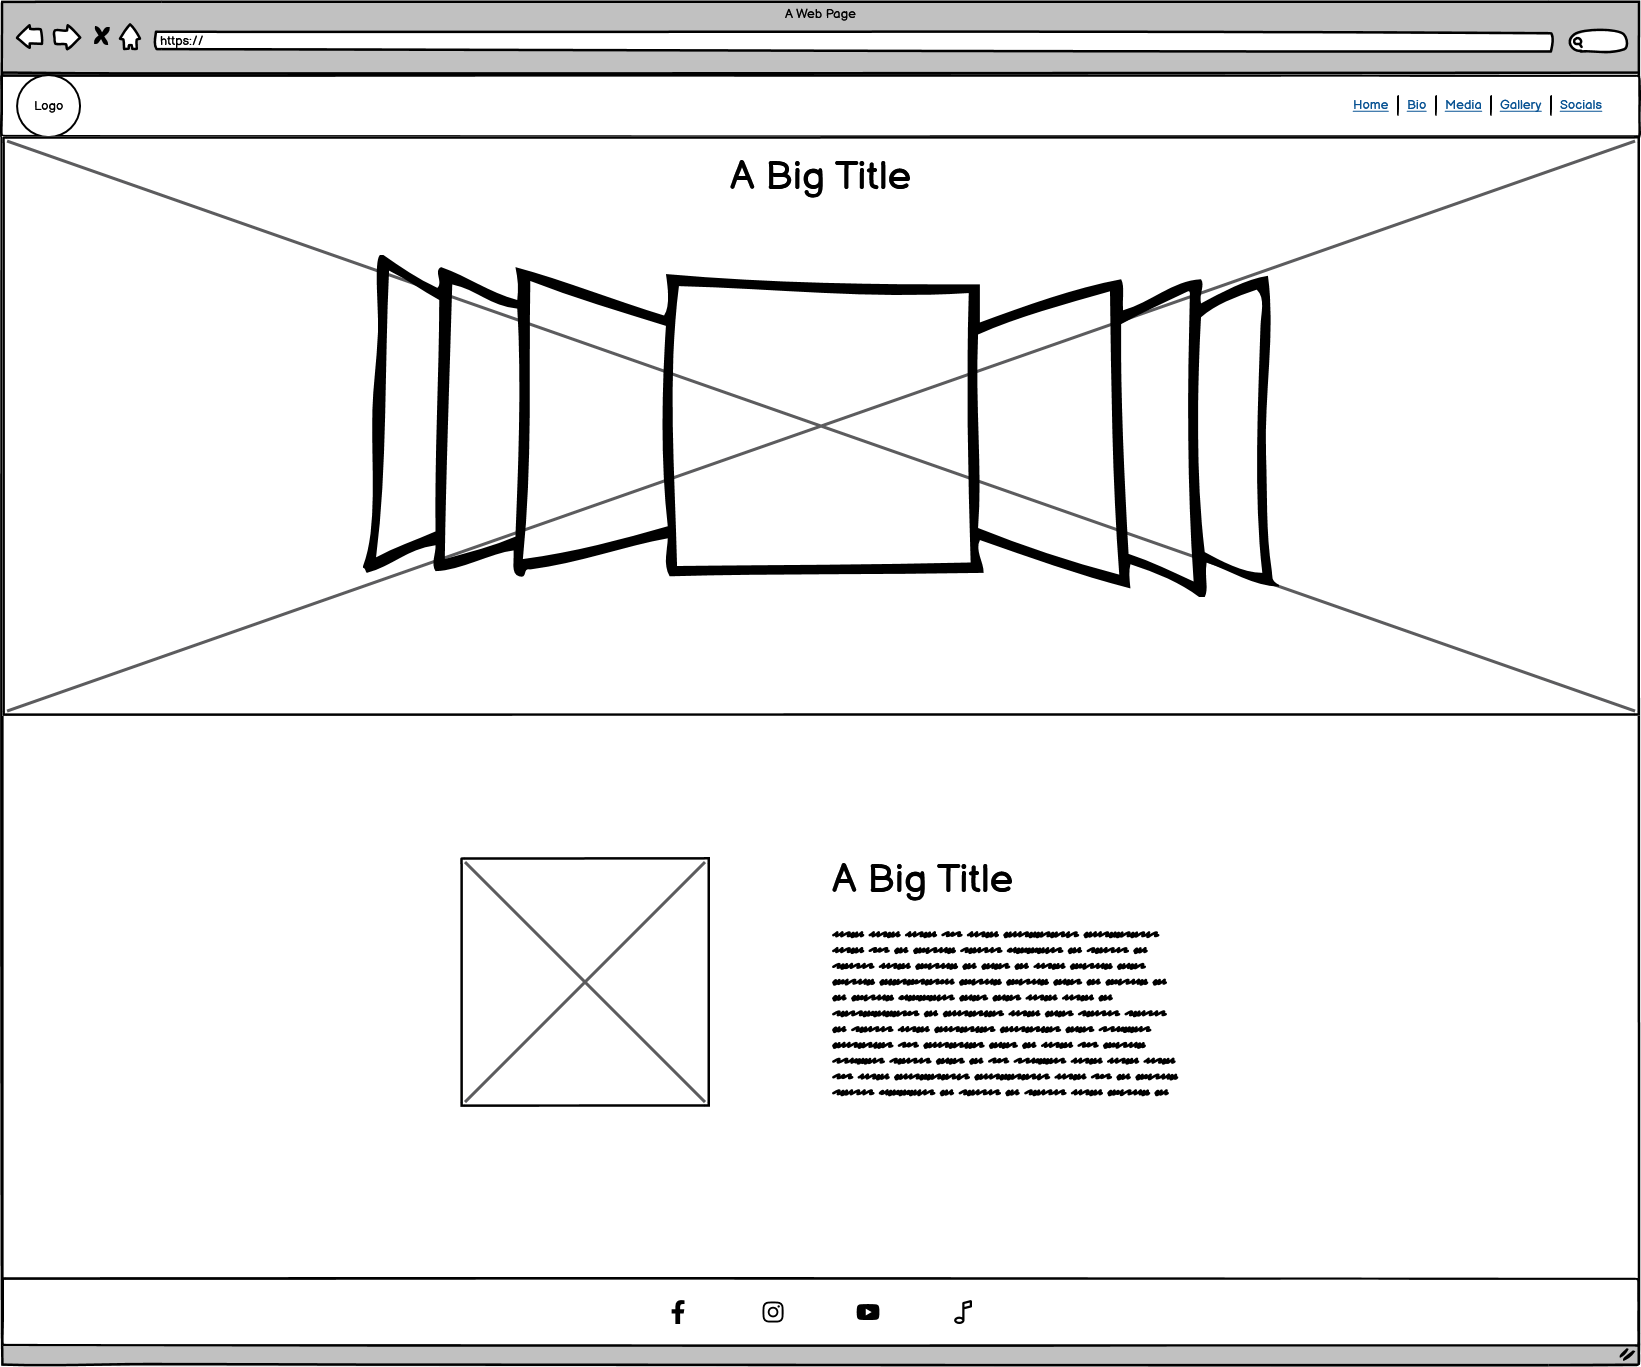 A Web Page
https://
Logo
Home | Bio | Media | Gallery | Socials
A Big Title
A Big Title